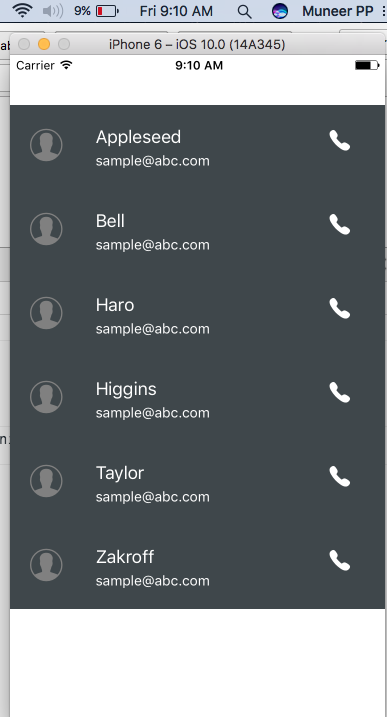 9% Fri 9:10 AM Muneer PP
iPhone 6 – iOS 10.0 (14A345)
Carrier 9:10 AM
Appleseed
sample@abc.com
Bell
sample@abc.com
Haro
sample@abc.com
Higgins
sample@abc.com
Taylor
sample@abc.com
Zakroff
sample@abc.com